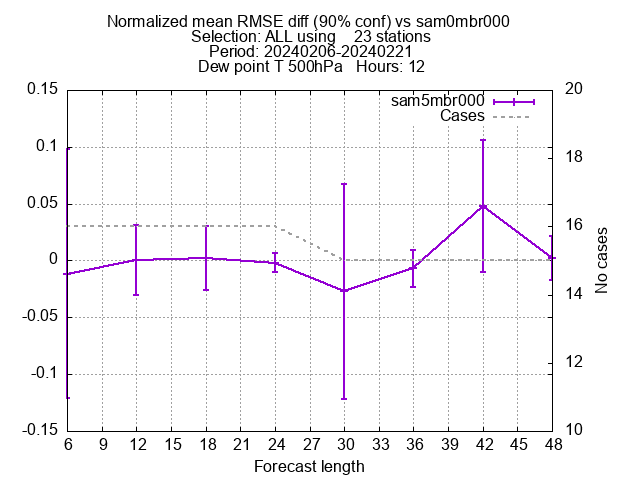 Normalized mean RMSE diff (90% conf) vs sam0mbr000
Selection: ALL using    23 stations
Period: 20240206-20240221
Dew point T 500hPa   Hours: 12
sam5mbr000
Cases
0.15
0.1
0.05
0
-0.05
-0.1
-0.15
20
18
16
14
12
10
No cases
6 9 12 15 18 21 24 27 30 33 36 39 42 45 48
Forecast length